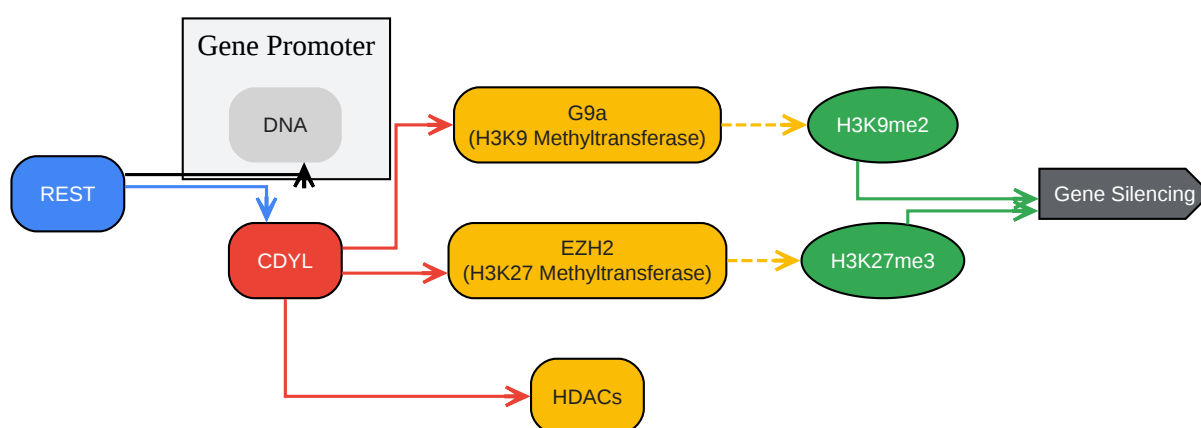 Gene Promoter
DNA
REST
CDYL
G9a
(H3K9 Methyltransferase)
EZH2
(H3K27 Methyltransferase)
HDACs
H3K9me2
H3K27me3
Gene Silencing